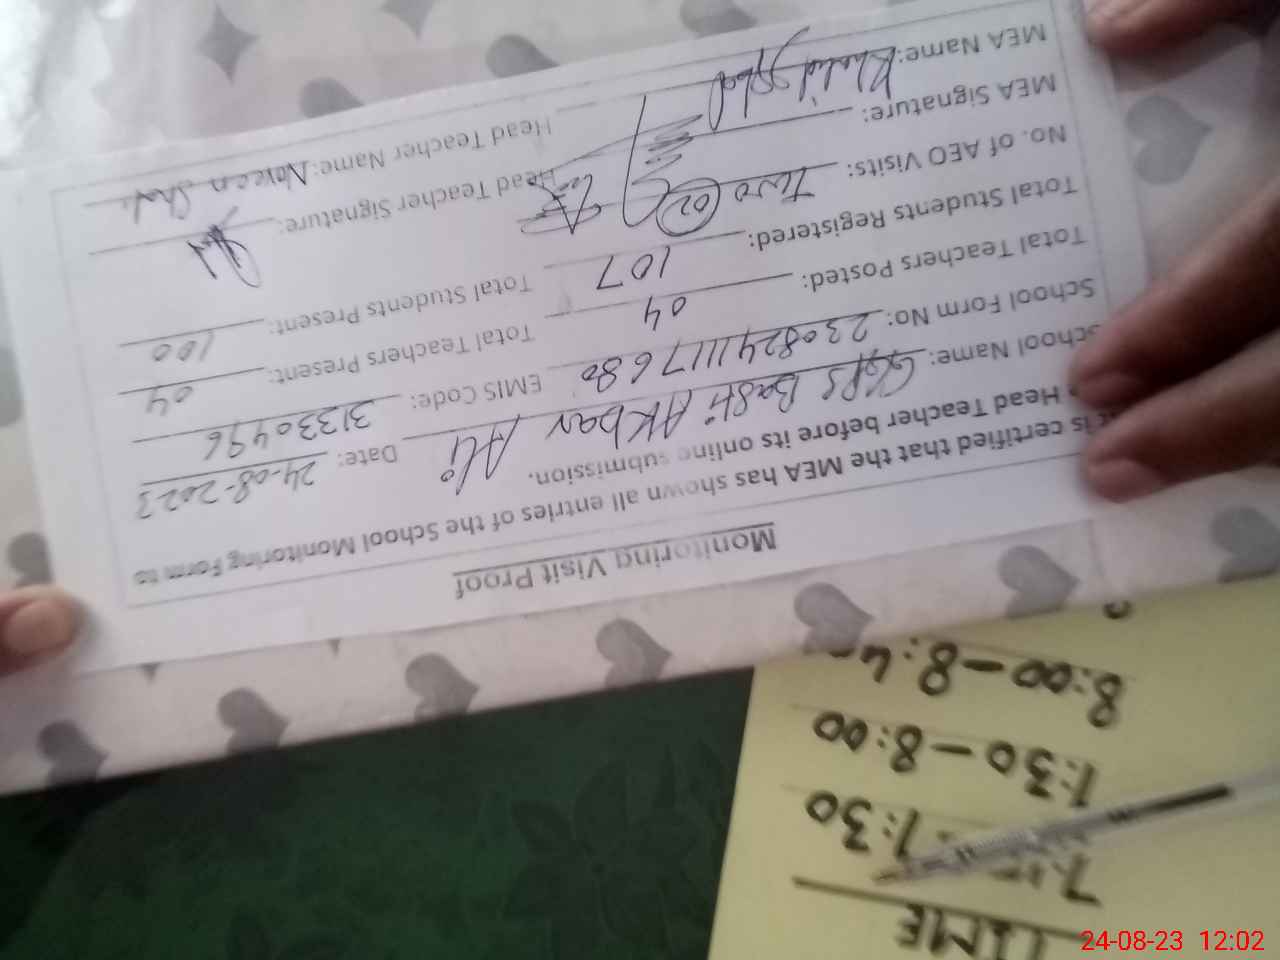 Monitoring Visit Proof
It is certified that the MEA has shown all entries of the School Monitoring Form to
Head Teacher before its online submission.
School Name: GGPS Basti Akbar Ali Date: 24-08-2023
School Form No: 2308241117680 EMIS Code: 31330496
Total Teachers Posted: 04 Total Teachers Present: 04
Total Students Registered: 107 Total Students Present: 100
No. of AEO Visits: Two (02)
MEA Signature: Head Teacher Signature:
MEA Name: Khalid Head Teacher Name:
TIME
7:30
7:30-8:00
8:00-8:4
24-08-23 12:02